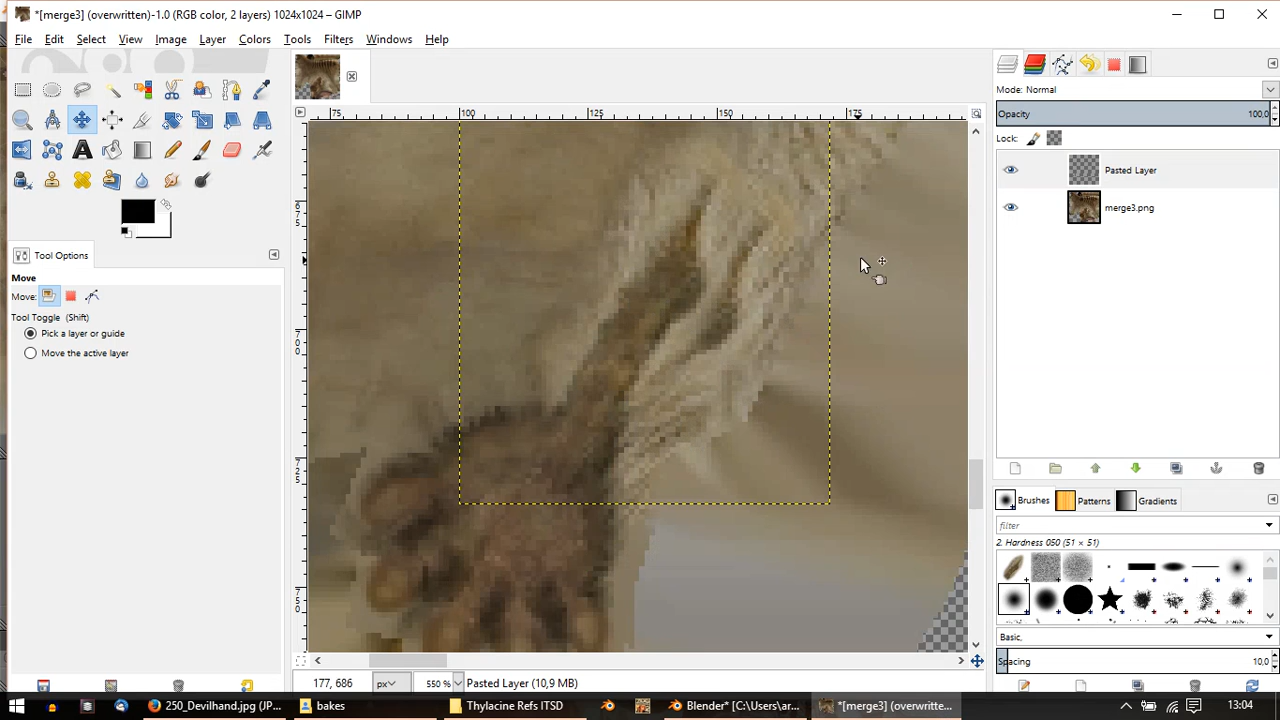 *[merge3] (overwritten)-1.0 (RGB color, 2 layers) 1024x1024 – GIMP
File Edit Select View Image Layer Colors Tools Filters Windows Help
Mode: Normal
Opacity 100,0
Lock:
Pasted Layer
merge3.png
75 100 125 150 175
675
700
725
750
Tool Options
Move
Move:
Tool Toggle (Shift)
Pick a layer or guide
Move the active layer
Brushes Patterns Gradients
filter
2. Hardness 050 (51 × 51)
Basic,
Spacing 10,0
177, 686 px 550 % Pasted Layer (10,9 MB)
250_Devilhand.jpg (JP... bakes Thylacine Refs ITSD Blender* [C:\Users\ar... *[merge3] (overwritte... 13:04